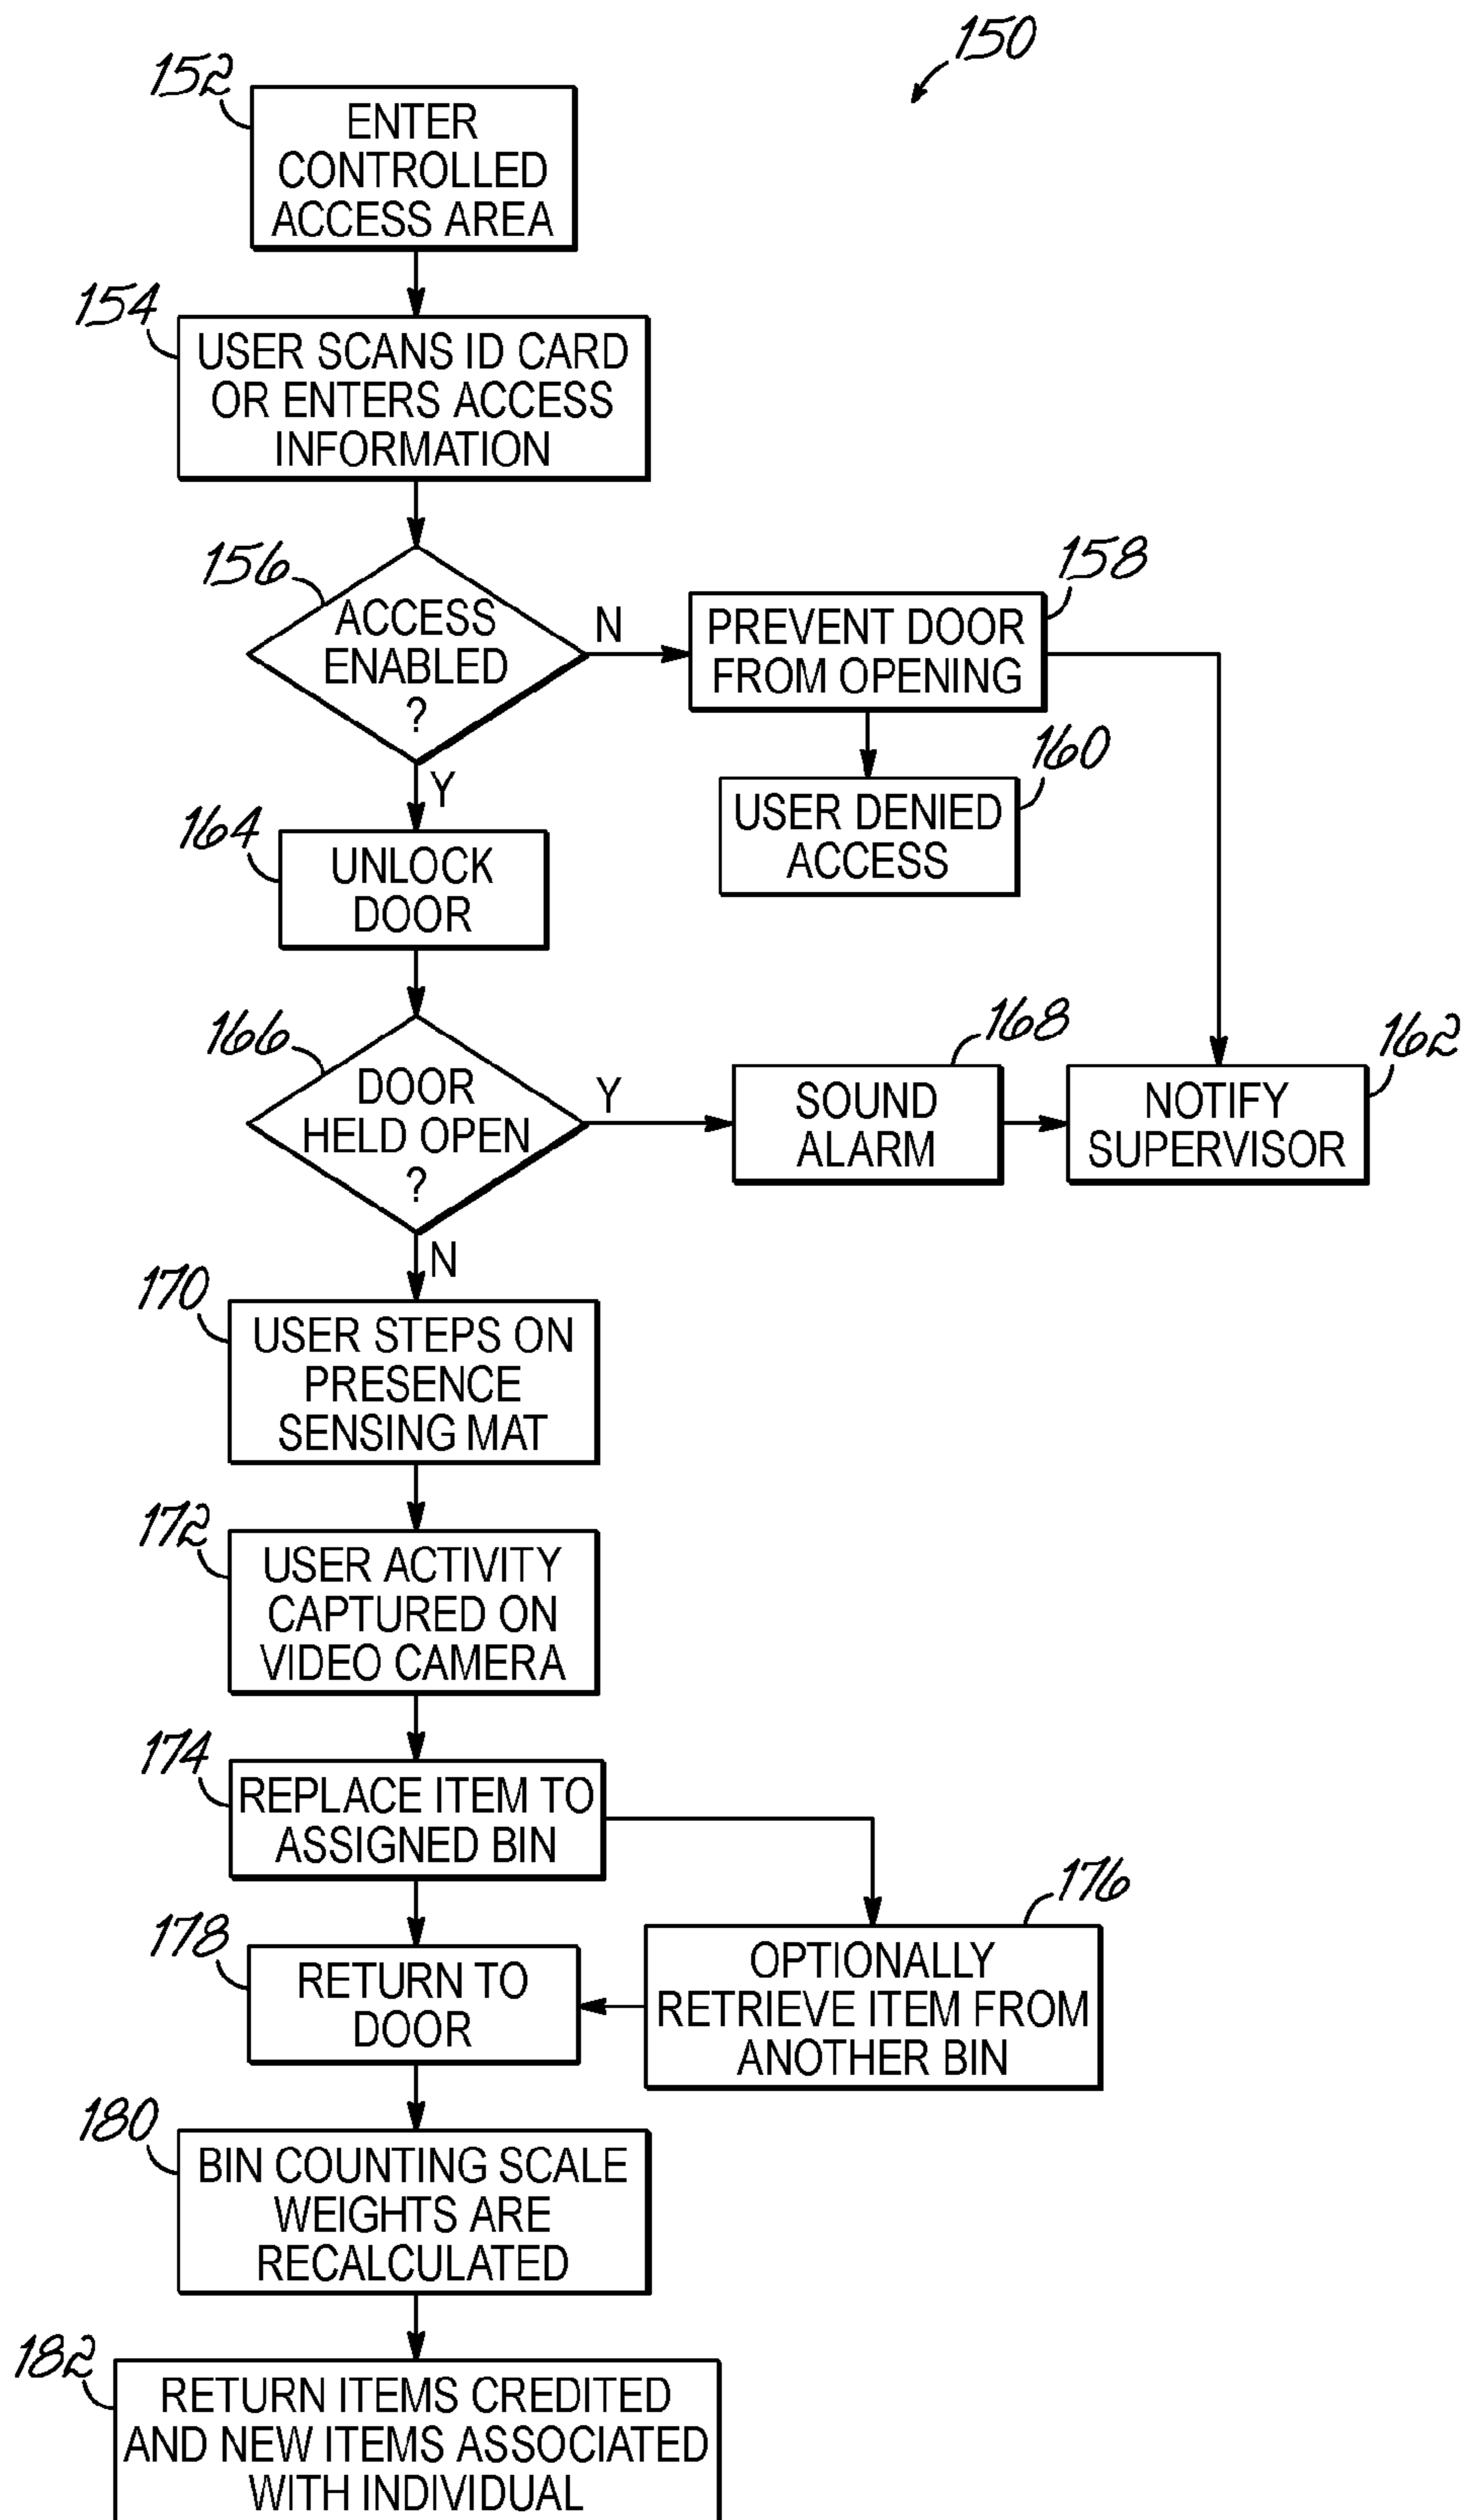 150
152
ENTER
CONTROLLED
ACCESS AREA
154
USER SCANS ID CARD
OR ENTERS ACCESS
INFORMATION
156
ACCESS
ENABLED
?
N
158
PREVENT DOOR
FROM OPENING
160
USER DENIED
ACCESS
Y
164
UNLOCK
DOOR
166
DOOR
HELD OPEN
?
Y
168
SOUND
ALARM
162
NOTIFY
SUPERVISOR
N
170
USER STEPS ON
PRESENCE
SENSING MAT
172
USER ACTIVITY
CAPTURED ON
VIDEO CAMERA
174
REPLACE ITEM TO
ASSIGNED BIN
176
OPTIONALLY
RETRIEVE ITEM FROM
ANOTHER BIN
178
RETURN TO
DOOR
180
BIN COUNTING SCALE
WEIGHTS ARE
RECALCULATED
182
RETURN ITEMS CREDITED
AND NEW ITEMS ASSOCIATED
WITH INDIVIDUAL